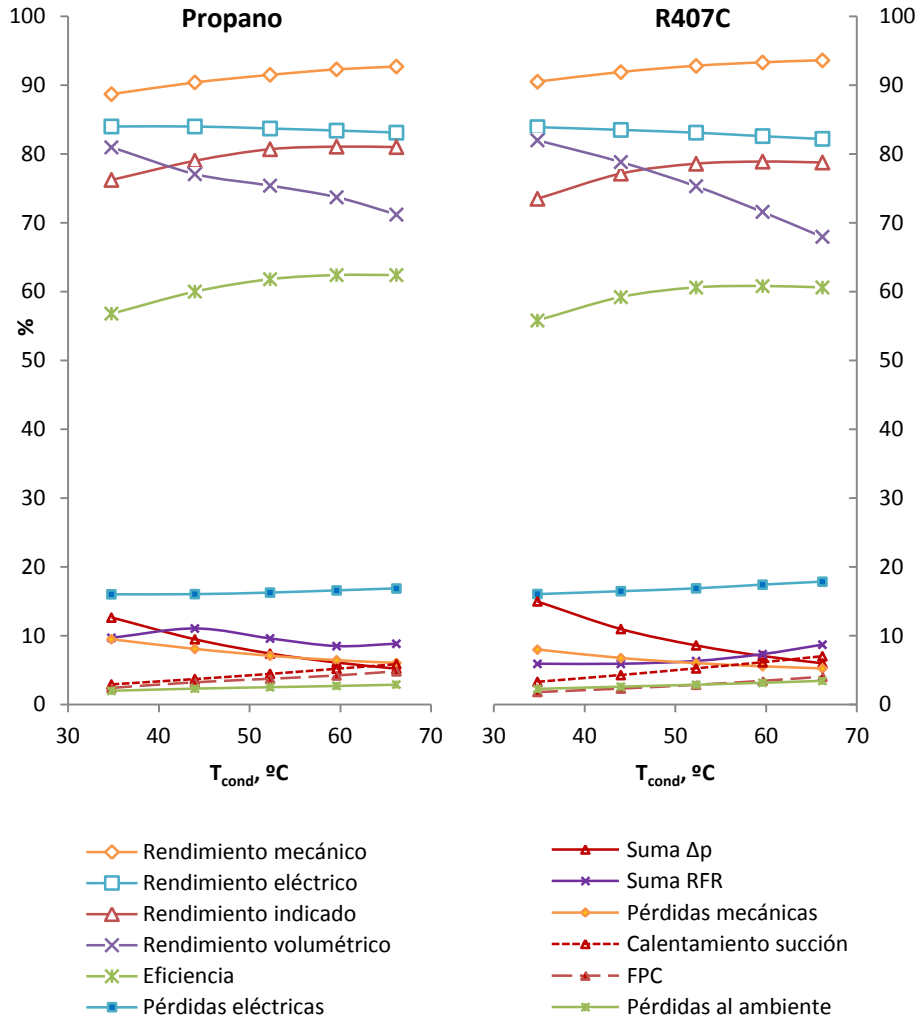 Propano
R407C
100
90
80
70
60
50
40
30
20
10
0
%
100
90
80
70
60
50
40
30
20
10
0
30 40 50 60 70
30 40 50 60 70
Tcond, ºC
Tcond, ºC
Rendimiento mecánico
Rendimiento eléctrico
Rendimiento indicado
Rendimiento volumétrico
Eficiencia
Pérdidas eléctricas
Suma Δp
Suma RFR
Pérdidas mecánicas
Calentamiento succión
FPC
Pérdidas al ambiente